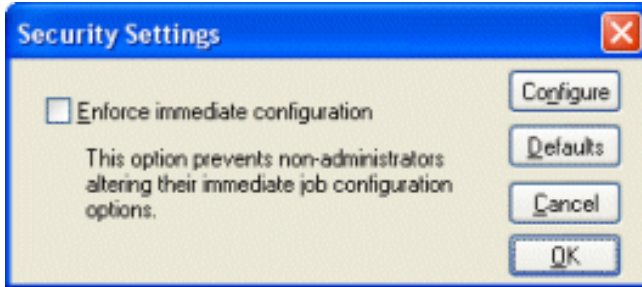 Security Settings
Enforce immediate configuration
This option prevents non-administrators
altering their immediate job configuration
options.
Configure
Defaults
Cancel
OK